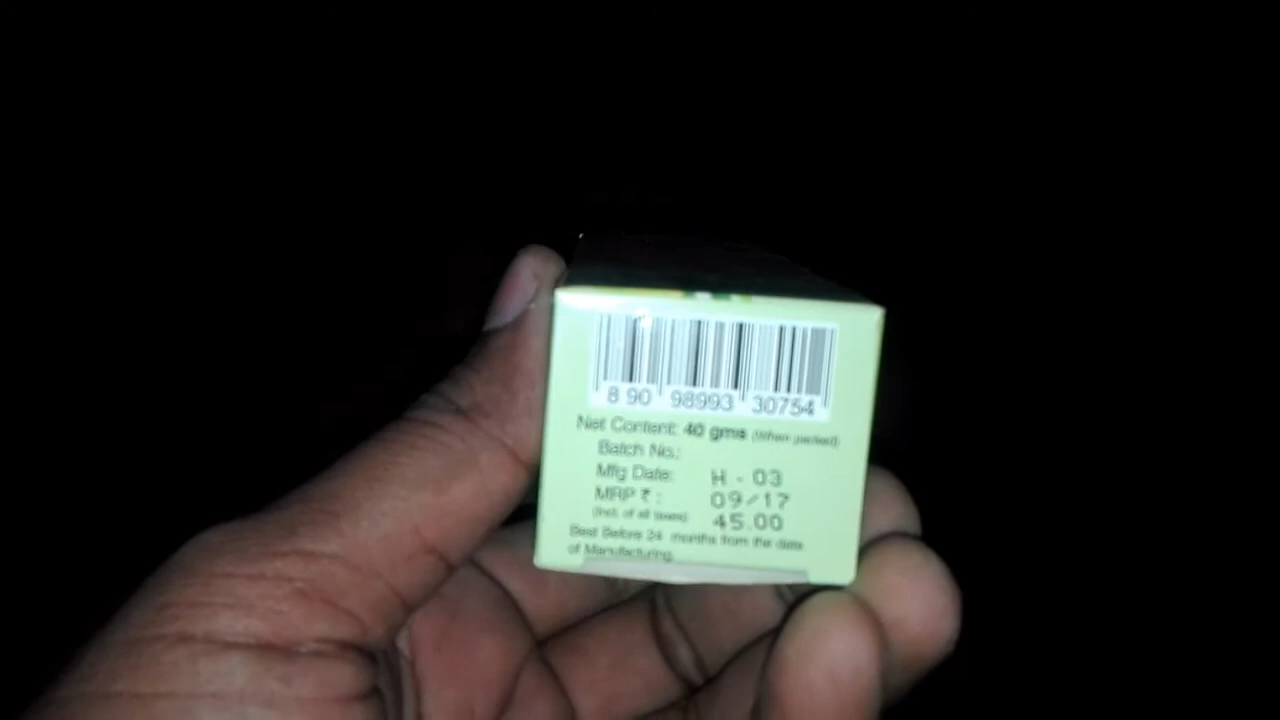 8 90 98993 30754
Net Content: 40 gms (When packed)
Batch No.:
Mfg Date: H - 03
MRP ₹ : 09/17
(Incl. of all taxes) 45.00
Best Before 24 months from the date
of Manufacturing.